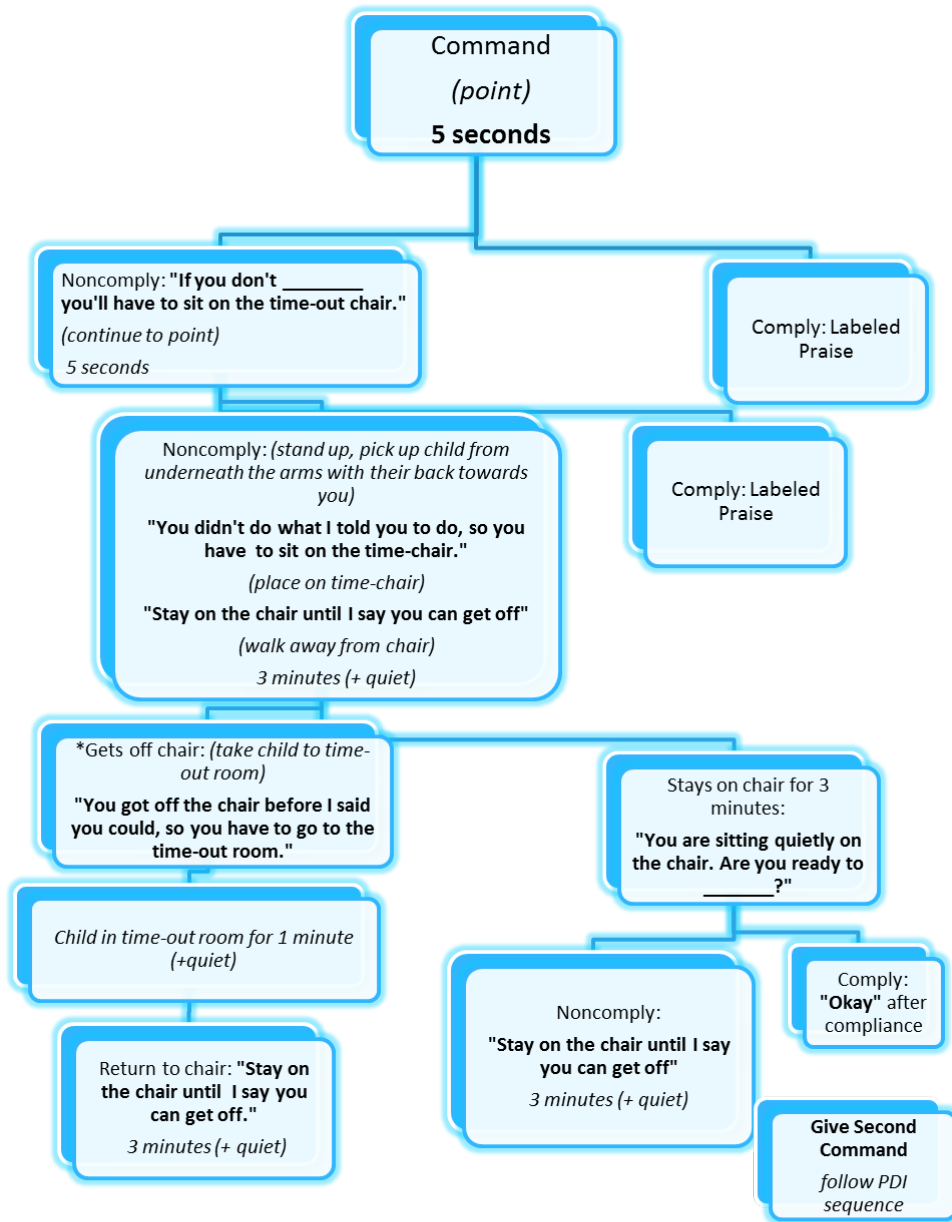 Command
(point)
5 seconds
Noncomply: "If you don't ________
you'll have to sit on the time-out chair."
(continue to point)
5 seconds
Comply: Labeled
Praise
Noncomply: (stand up, pick up child from
underneath the arms with their back towards
you)
"You didn't do what I told you to do, so you
have to sit on the time-chair."
(place on time-chair)
"Stay on the chair until I say you can get off"
(walk away from chair)
3 minutes (+ quiet)
Comply: Labeled
Praise
*Gets off chair: (take child to time-
out room)
"You got off the chair before I said
you could, so you have to go to the
time-out room."
Stays on chair for 3
minutes:
"You are sitting quietly on
the chair. Are you ready to
_______?"
Child in time-out room for 1 minute
(+quiet)
Return to chair: "Stay on
the chair until I say you
can get off."
3 minutes (+ quiet)
Noncomply:
"Stay on the chair until I say
you can get off"
3 minutes (+ quiet)
Comply:
"Okay" after
compliance
Give Second
Command
follow PDI
sequence